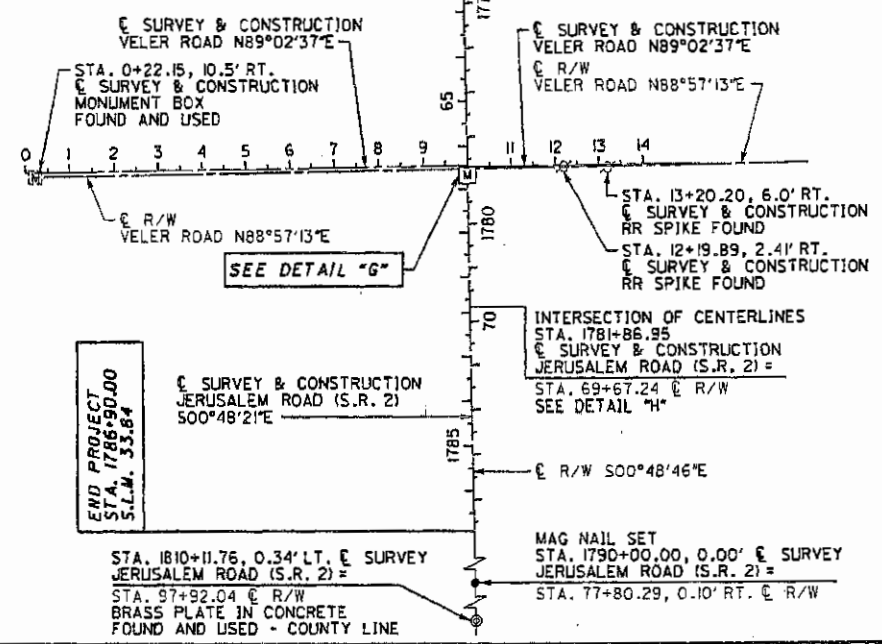 ℄ SURVEY & CONSTRUCTION
VELER ROAD N89°02'37"E
177
℄ SURVEY & CONSTRUCTION
VELER ROAD N89°02'37"E
STA. 0+22.15, 10.5' RT.
℄ SURVEY & CONSTRUCTION
MONUMENT BOX
FOUND AND USED
℄ R/W
VELER ROAD N88°57'13"E
65
0 1 2 3 4 5 6 7 8 9 11 12 13 14
M
M
℄ R/W
VELER ROAD N88°57'13"E
STA. 13+20.20, 6.0' RT.
℄ SURVEY & CONSTRUCTION
RR SPIKE FOUND
STA. 12+19.89, 2.41' RT.
℄ SURVEY & CONSTRUCTION
RR SPIKE FOUND
1780
SEE DETAIL "G"
70
INTERSECTION OF CENTERLINES
STA. 1781+86.95
℄ SURVEY & CONSTRUCTION
JERUSALEM ROAD (S.R. 2) =
STA. 69+67.24 ℄ R/W
SEE DETAIL "H"
END PROJECT
STA. 1786+90.00
S.L.M. 33.84
℄ SURVEY & CONSTRUCTION
JERUSALEM ROAD (S.R. 2)
S00°48'21"E
1785
℄ R/W S00°48'46"E
STA. 1810+11.76, 0.34' LT. ℄ SURVEY
JERUSALEM ROAD (S.R. 2) =
STA. 97+92.04 ℄ R/W
BRASS PLATE IN CONCRETE
FOUND AND USED - COUNTY LINE
MAG NAIL SET
STA. 1790+00.00, 0.00' ℄ SURVEY
JERUSALEM ROAD (S.R. 2) =
STA. 77+80.29, 0.10' RT. ℄ R/W